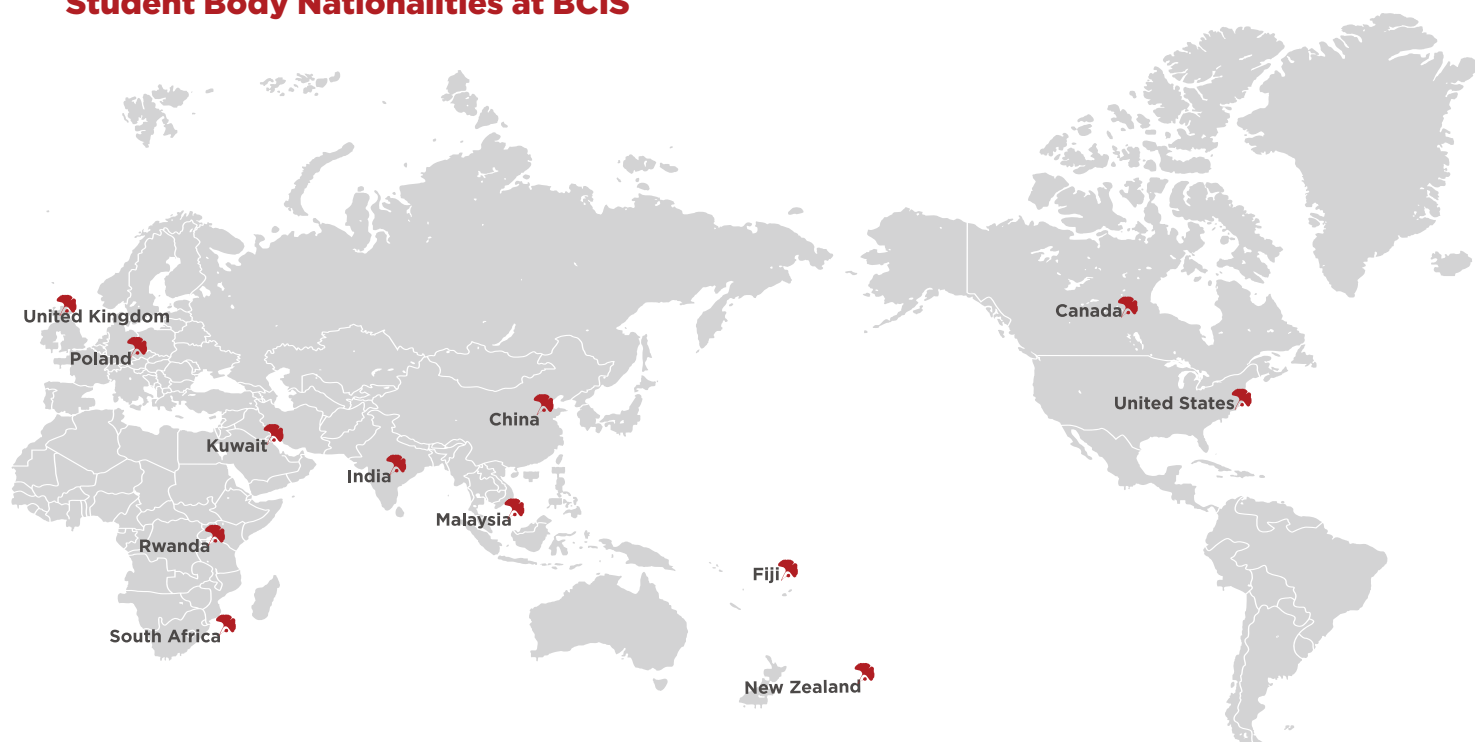 Student Body Nationalities at BCIS
United Kingdom
Canada
Poland
United States
China
Kuwait
India
Malaysia
Rwanda
Fiji
South Africa
New Zealand